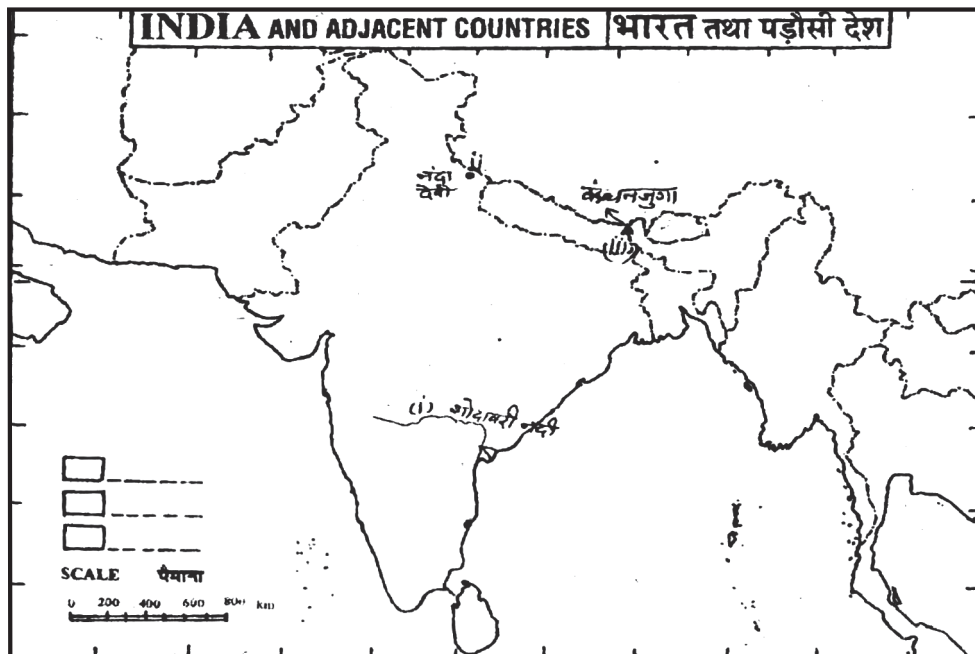 INDIA AND ADJACENT COUNTRIES भारत तथा पड़ौसी देश
ii
नंदा
देवी
कंचनजुगा
(iii)
(i) गोदावरी नदी
SCALE पैमाना
0 200 400 600 800 km